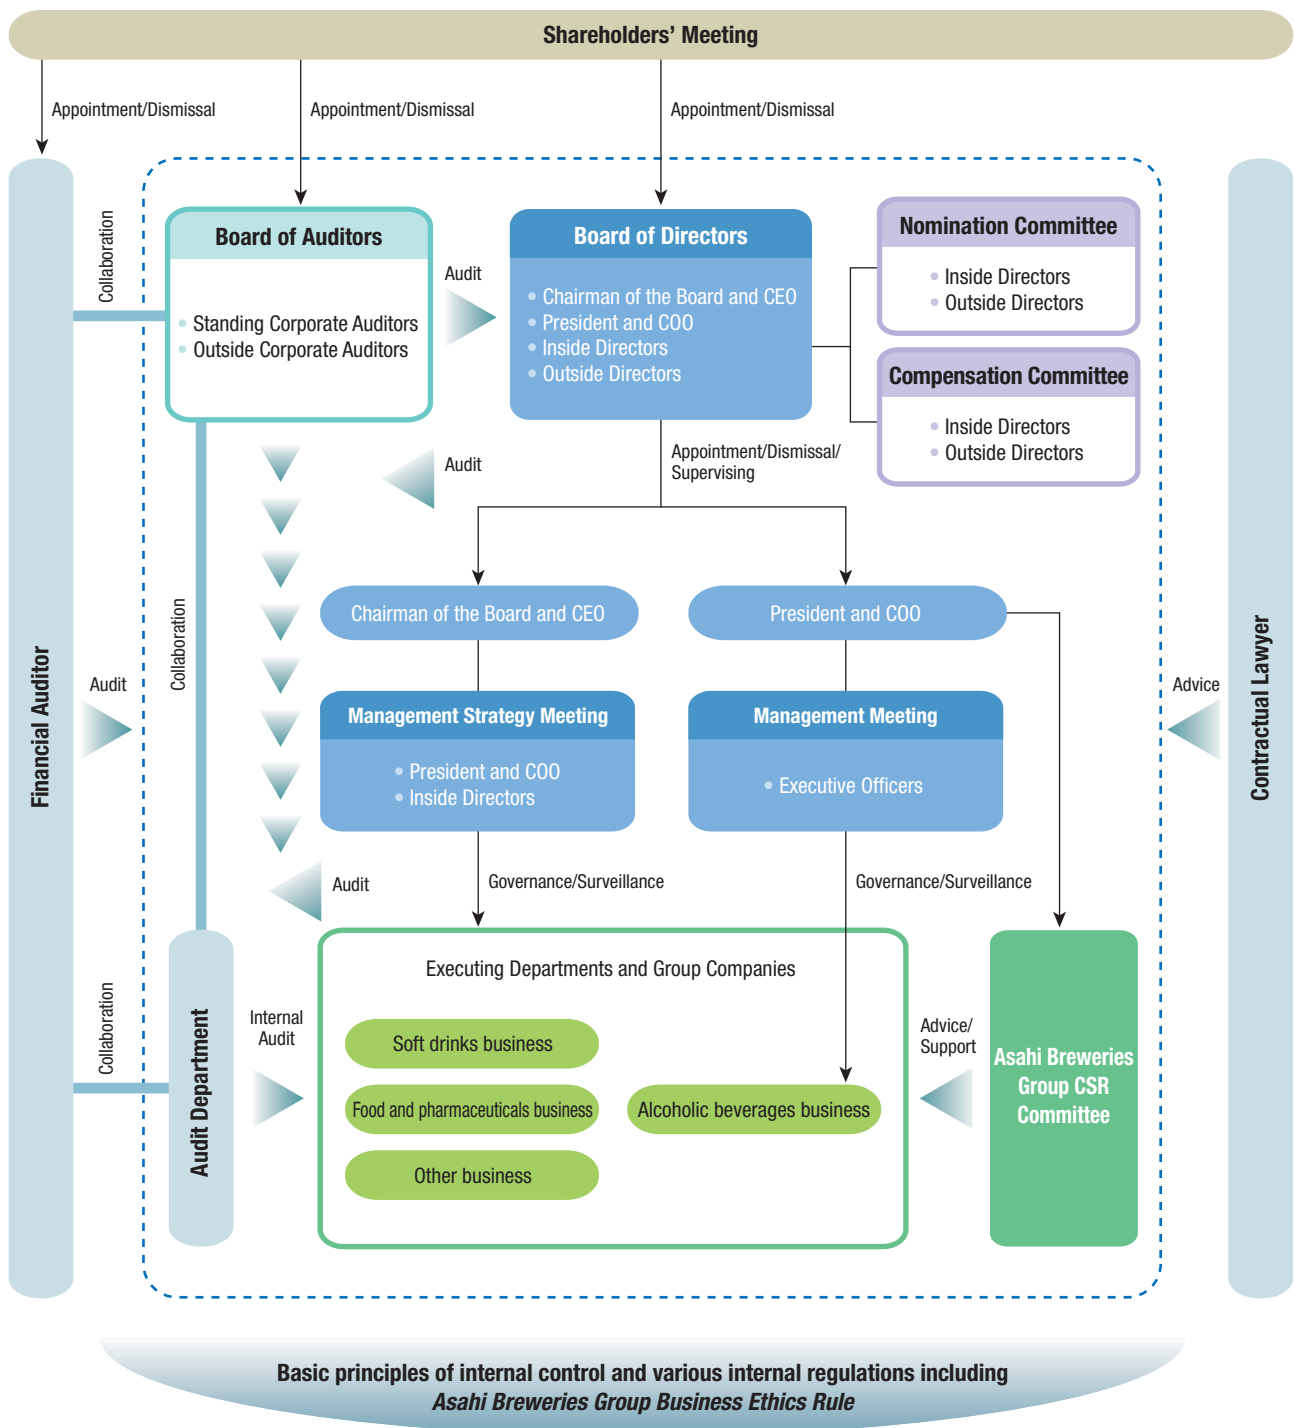 Shareholders’ Meeting
Appointment/Dismissal
Appointment/Dismissal
Appointment/Dismissal
Financial Auditor
Collaboration
Board of Auditors
• Standing Corporate Auditors
• Outside Corporate Auditors
Audit
Board of Directors
• Chairman of the Board and CEO
• President and COO
• Inside Directors
• Outside Directors
Nomination Committee
• Inside Directors
• Outside Directors
Compensation Committee
• Inside Directors
• Outside Directors
Contractual Lawyer
Audit
Appointment/Dismissal/
Supervising
Collaboration
Chairman of the Board and CEO
President and COO
Audit
Advice
Management Strategy Meeting
• President and COO
• Inside Directors
Management Meeting
• Executive Officers
Audit
Governance/Surveillance
Governance/Surveillance
Collaboration
Audit Department
Internal
Audit
Executing Departments and Group Companies
Soft drinks business
Food and pharmaceuticals business
Other business
Alcoholic beverages business
Advice/
Support
Asahi Breweries
Group CSR
Committee
Basic principles of internal control and various internal regulations including
Asahi Breweries Group Business Ethics Rule